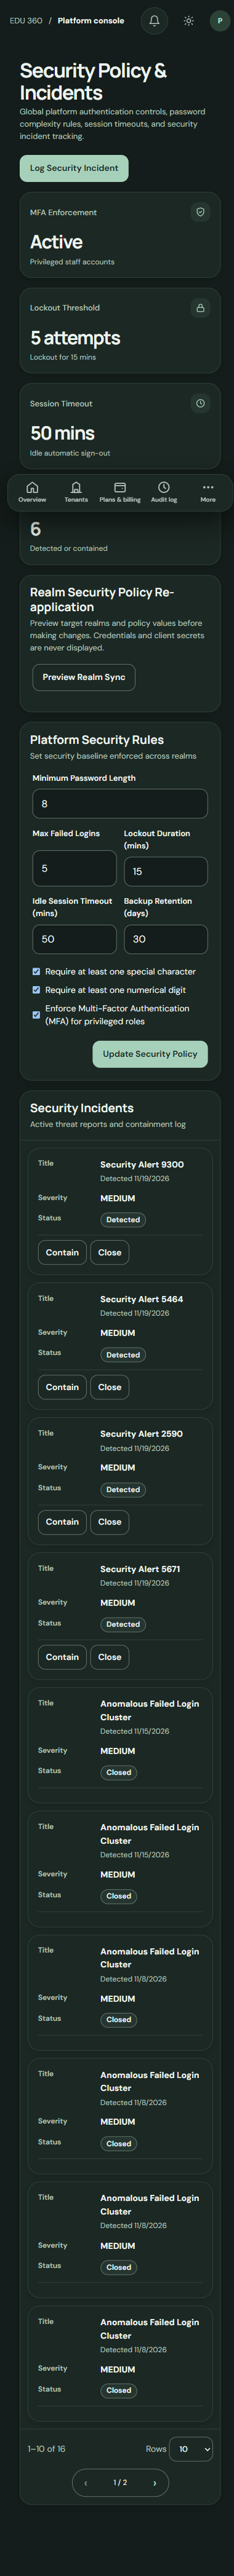 EDU 360 / Platform console
P
Security Policy &
Incidents
Global platform authentication controls, password
complexity rules, session timeouts, and security
incident tracking.
Log Security Incident
MFA Enforcement
Active
Privileged staff accounts
Lockout Threshold
5 attempts
Lockout for 15 mins
Session Timeout
50 mins
Idle automatic sign-out
Overview Tenants Plans & billing Audit log More
6
Detected or contained
Realm Security Policy Re-
application
Preview target realms and policy values before
making changes. Credentials and client secrets
are never displayed.
Preview Realm Sync
Platform Security Rules
Set security baseline enforced across realms
Minimum Password Length
8
Max Failed Logins
5
Lockout Duration
(mins)
15
Idle Session Timeout
(mins)
50
Backup Retention
(days)
30
Require at least one special character
Require at least one numerical digit
Enforce Multi-Factor Authentication
(MFA) for privileged roles
Update Security Policy
Security Incidents
Active threat reports and containment log
Title Security Alert 9300
Detected 11/19/2026
Severity MEDIUM
Status Detected
Contain Close
Title Security Alert 5464
Detected 11/19/2026
Severity MEDIUM
Status Detected
Contain Close
Title Security Alert 2590
Detected 11/19/2026
Severity MEDIUM
Status Detected
Contain Close
Title Security Alert 5671
Detected 11/19/2026
Severity MEDIUM
Status Detected
Contain Close
Title Anomalous Failed Login
Cluster
Detected 11/15/2026
Severity MEDIUM
Status Closed
Title Anomalous Failed Login
Cluster
Detected 11/15/2026
Severity MEDIUM
Status Closed
Title Anomalous Failed Login
Cluster
Detected 11/8/2026
Severity MEDIUM
Status Closed
Title Anomalous Failed Login
Cluster
Detected 11/8/2026
Severity MEDIUM
Status Closed
Title Anomalous Failed Login
Cluster
Detected 11/8/2026
Severity MEDIUM
Status Closed
Title Anomalous Failed Login
Cluster
Detected 11/8/2026
Severity MEDIUM
Status Closed
1–10 of 16 Rows 10
‹ 1 / 2 ›